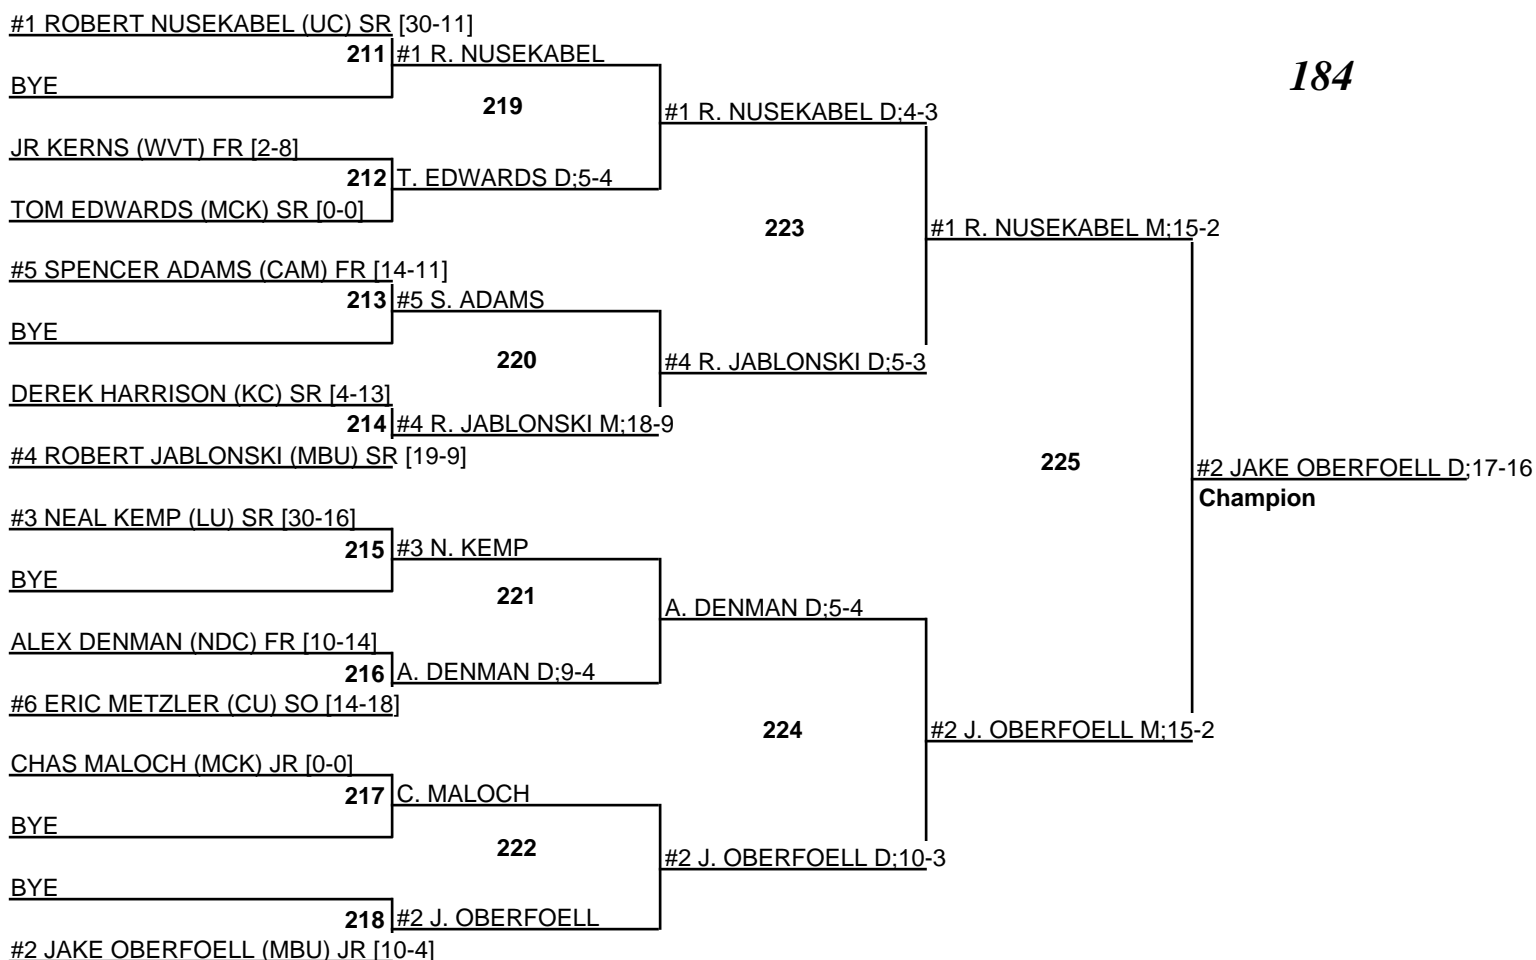 #1 ROBERT NUSEKABEL (UC) SR [30-11]
211 #1 R. NUSEKABEL
BYE
184
219
#1 R. NUSEKABEL D;4-3
JR KERNS (WVT) FR [2-8]
212 T. EDWARDS D;5-4
TOM EDWARDS (MCK) SR [0-0]
223
#1 R. NUSEKABEL M;15-2
#5 SPENCER ADAMS (CAM) FR [14-11]
213 #5 S. ADAMS
BYE
220
#4 R. JABLONSKI D;5-3
DEREK HARRISON (KC) SR [4-13]
214 #4 R. JABLONSKI M;18-9
#4 ROBERT JABLONSKI (MBU) SR [19-9]
225
#2 JAKE OBERFOELL D;17-16
Champion
#3 NEAL KEMP (LU) SR [30-16]
215 #3 N. KEMP
BYE
221
A. DENMAN D;5-4
ALEX DENMAN (NDC) FR [10-14]
216 A. DENMAN D;9-4
#6 ERIC METZLER (CU) SO [14-18]
224
#2 J. OBERFOELL M;15-2
CHAS MALOCH (MCK) JR [0-0]
217 C. MALOCH
BYE
222
#2 J. OBERFOELL D;10-3
BYE
218 #2 J. OBERFOELL
#2 JAKE OBERFOELL (MBU) JR [10-4]